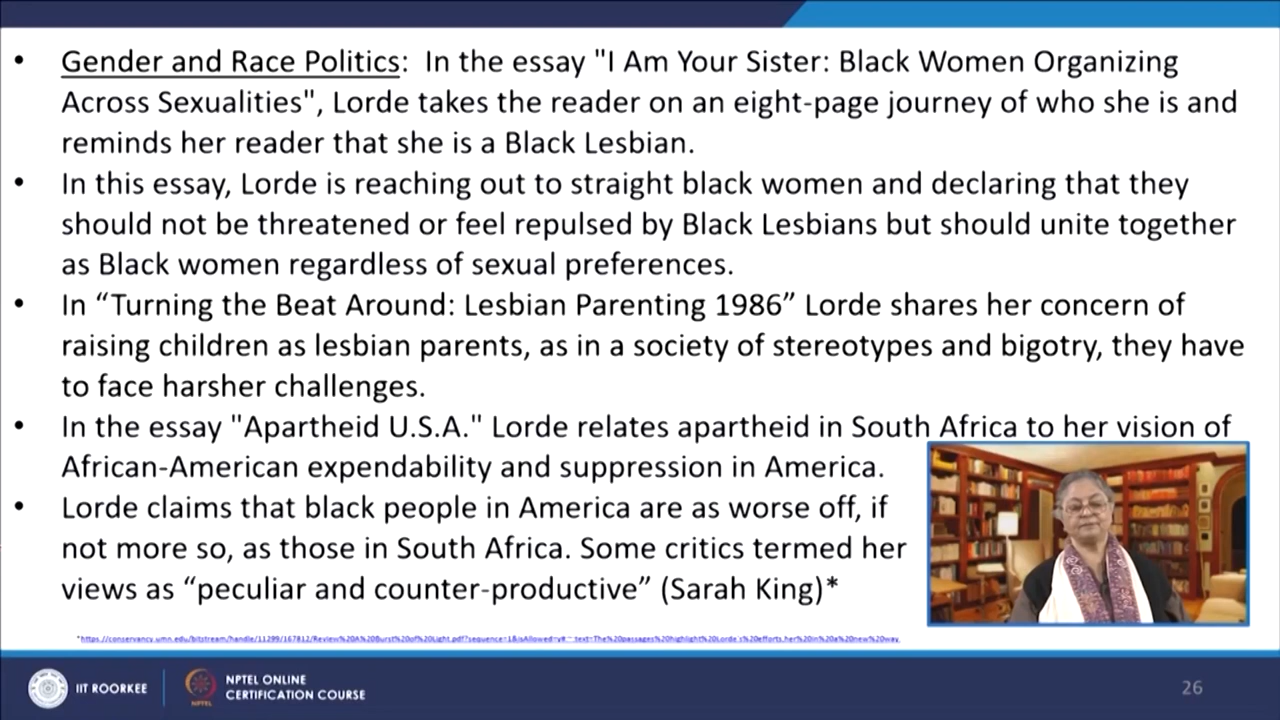 • Gender and Race Politics: In the essay "I Am Your Sister: Black Women Organizing
Across Sexualities", Lorde takes the reader on an eight-page journey of who she is and
reminds her reader that she is a Black Lesbian.
• In this essay, Lorde is reaching out to straight black women and declaring that they
should not be threatened or feel repulsed by Black Lesbians but should unite together
as Black women regardless of sexual preferences.
• In “Turning the Beat Around: Lesbian Parenting 1986” Lorde shares her concern of
raising children as lesbian parents, as in a society of stereotypes and bigotry, they have
to face harsher challenges.
• In the essay "Apartheid U.S.A." Lorde relates apartheid in South Africa to her vision of
African-American expendability and suppression in America.
• Lorde claims that black people in America are as worse off, if
not more so, as those in South Africa. Some critics termed her
views as “peculiar and counter-productive” (Sarah King)*
IIT ROORKEE
NPTEL ONLINE
CERTIFICATION COURSE
NPTEL
26